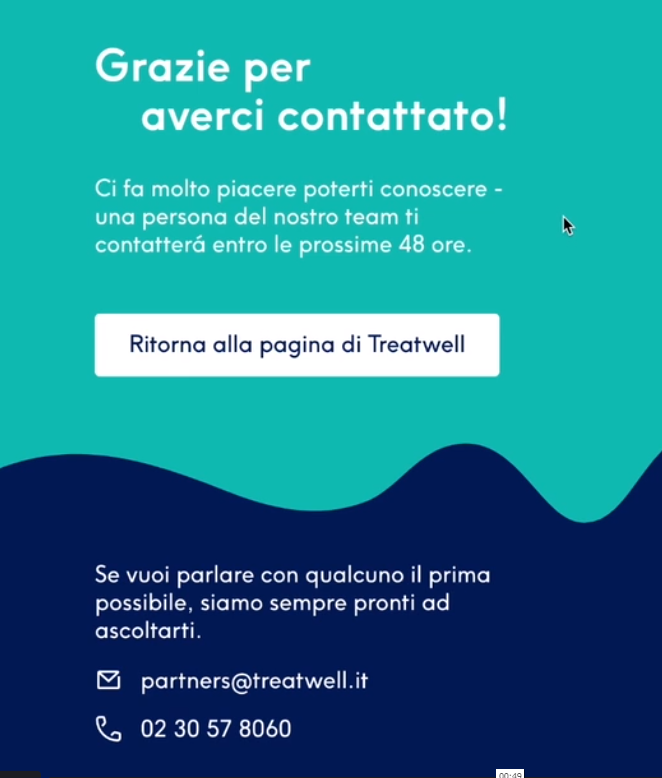 Grazie per
averci contattato!
Ci fa molto piacere poterti conoscere -
una persona del nostro team ti
contatterá entro le prossime 48 ore.
Ritorna alla pagina di Treatwell
Se vuoi parlare con qualcuno il prima
possibile, siamo sempre pronti ad
ascoltarti.
partners@treatwell.it
02 30 57 8060
00:49